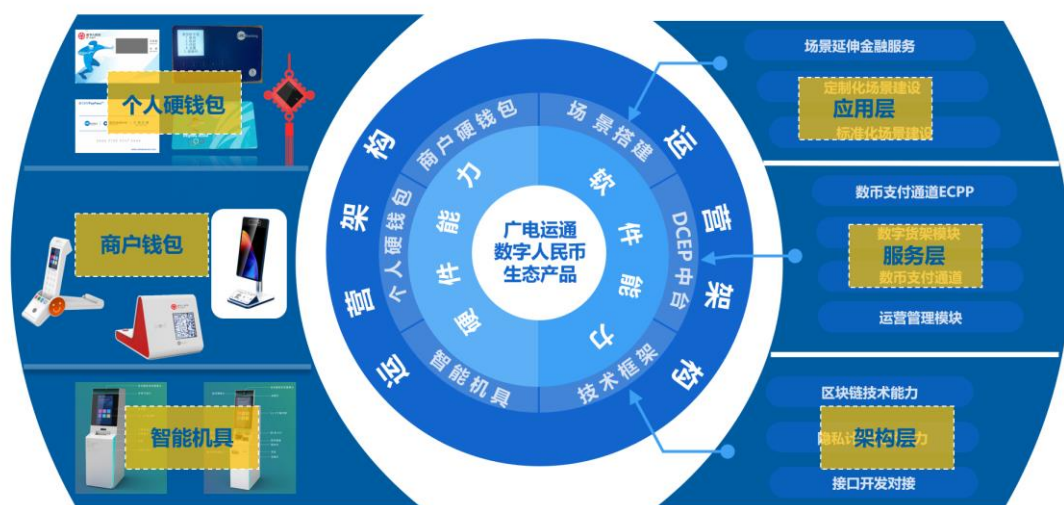 个人硬钱包
商户钱包
智能机具
运营架构
商户硬钱包
个人硬钱包
智能机具
硬件能力
广电运通
数字人民币
生态产品
软件能力
场景搭建
DCEP中台
技术框架
运营架构
场景延伸金融服务
定制化场景建设
应用层
标准化场景建设
数币支付通道ECPP
数字货架模块
服务层
数币支付通道
运营管理模块
区块链技术能力
架构层
接口开发对接